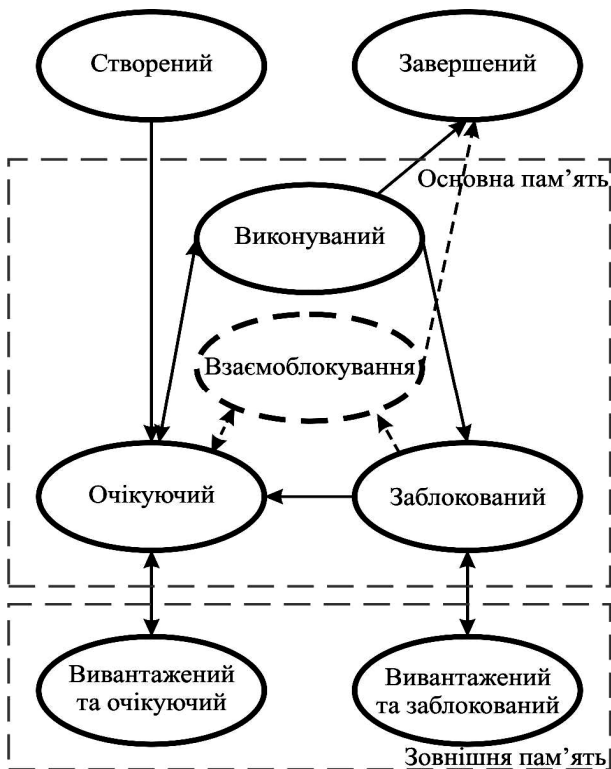 Створений
Завершений
Основна пам’ять
Виконуваний
Взаємоблокування
Очікуючий
Заблокований
Вивантажений
та очікуючий
Вивантажений
та заблокований
Зовнішня пам’ять